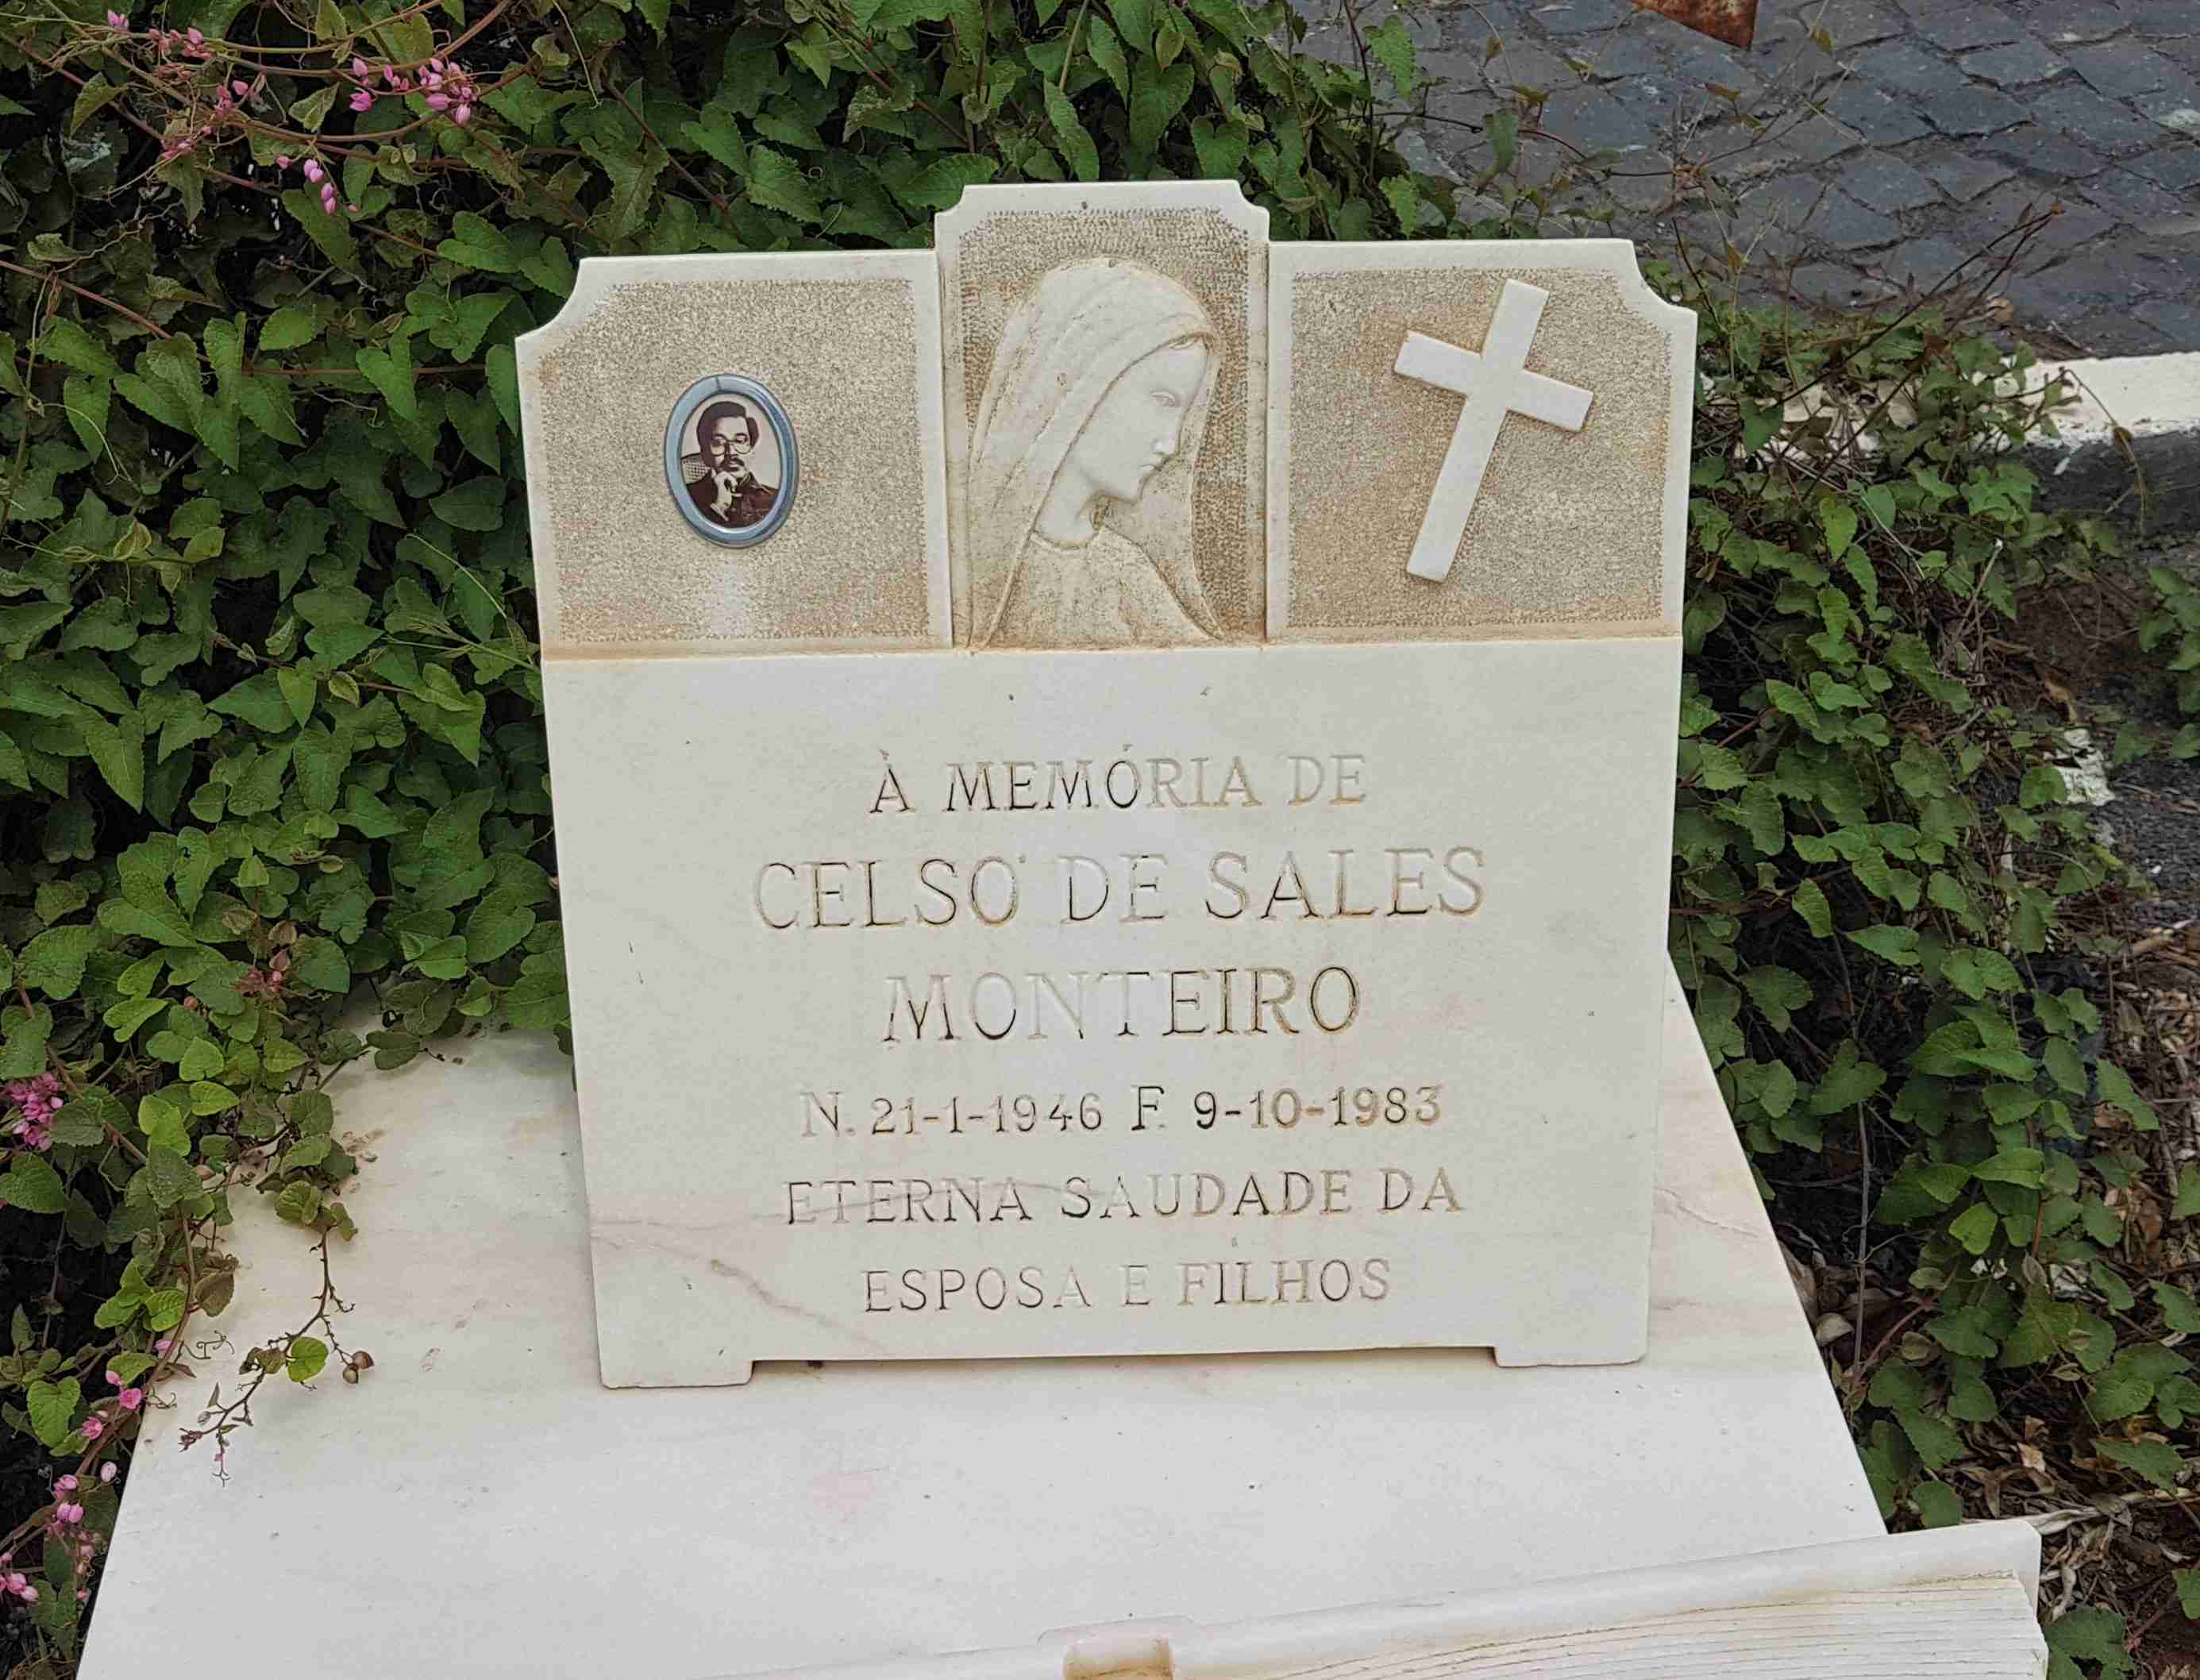 À MEMÓRIA DE
CELSO DE SALES
MONTEIRO
N. 21-1-1946 F. 9-10-1983
ETERNA SAUDADE DA
ESPOSA E FILHOS